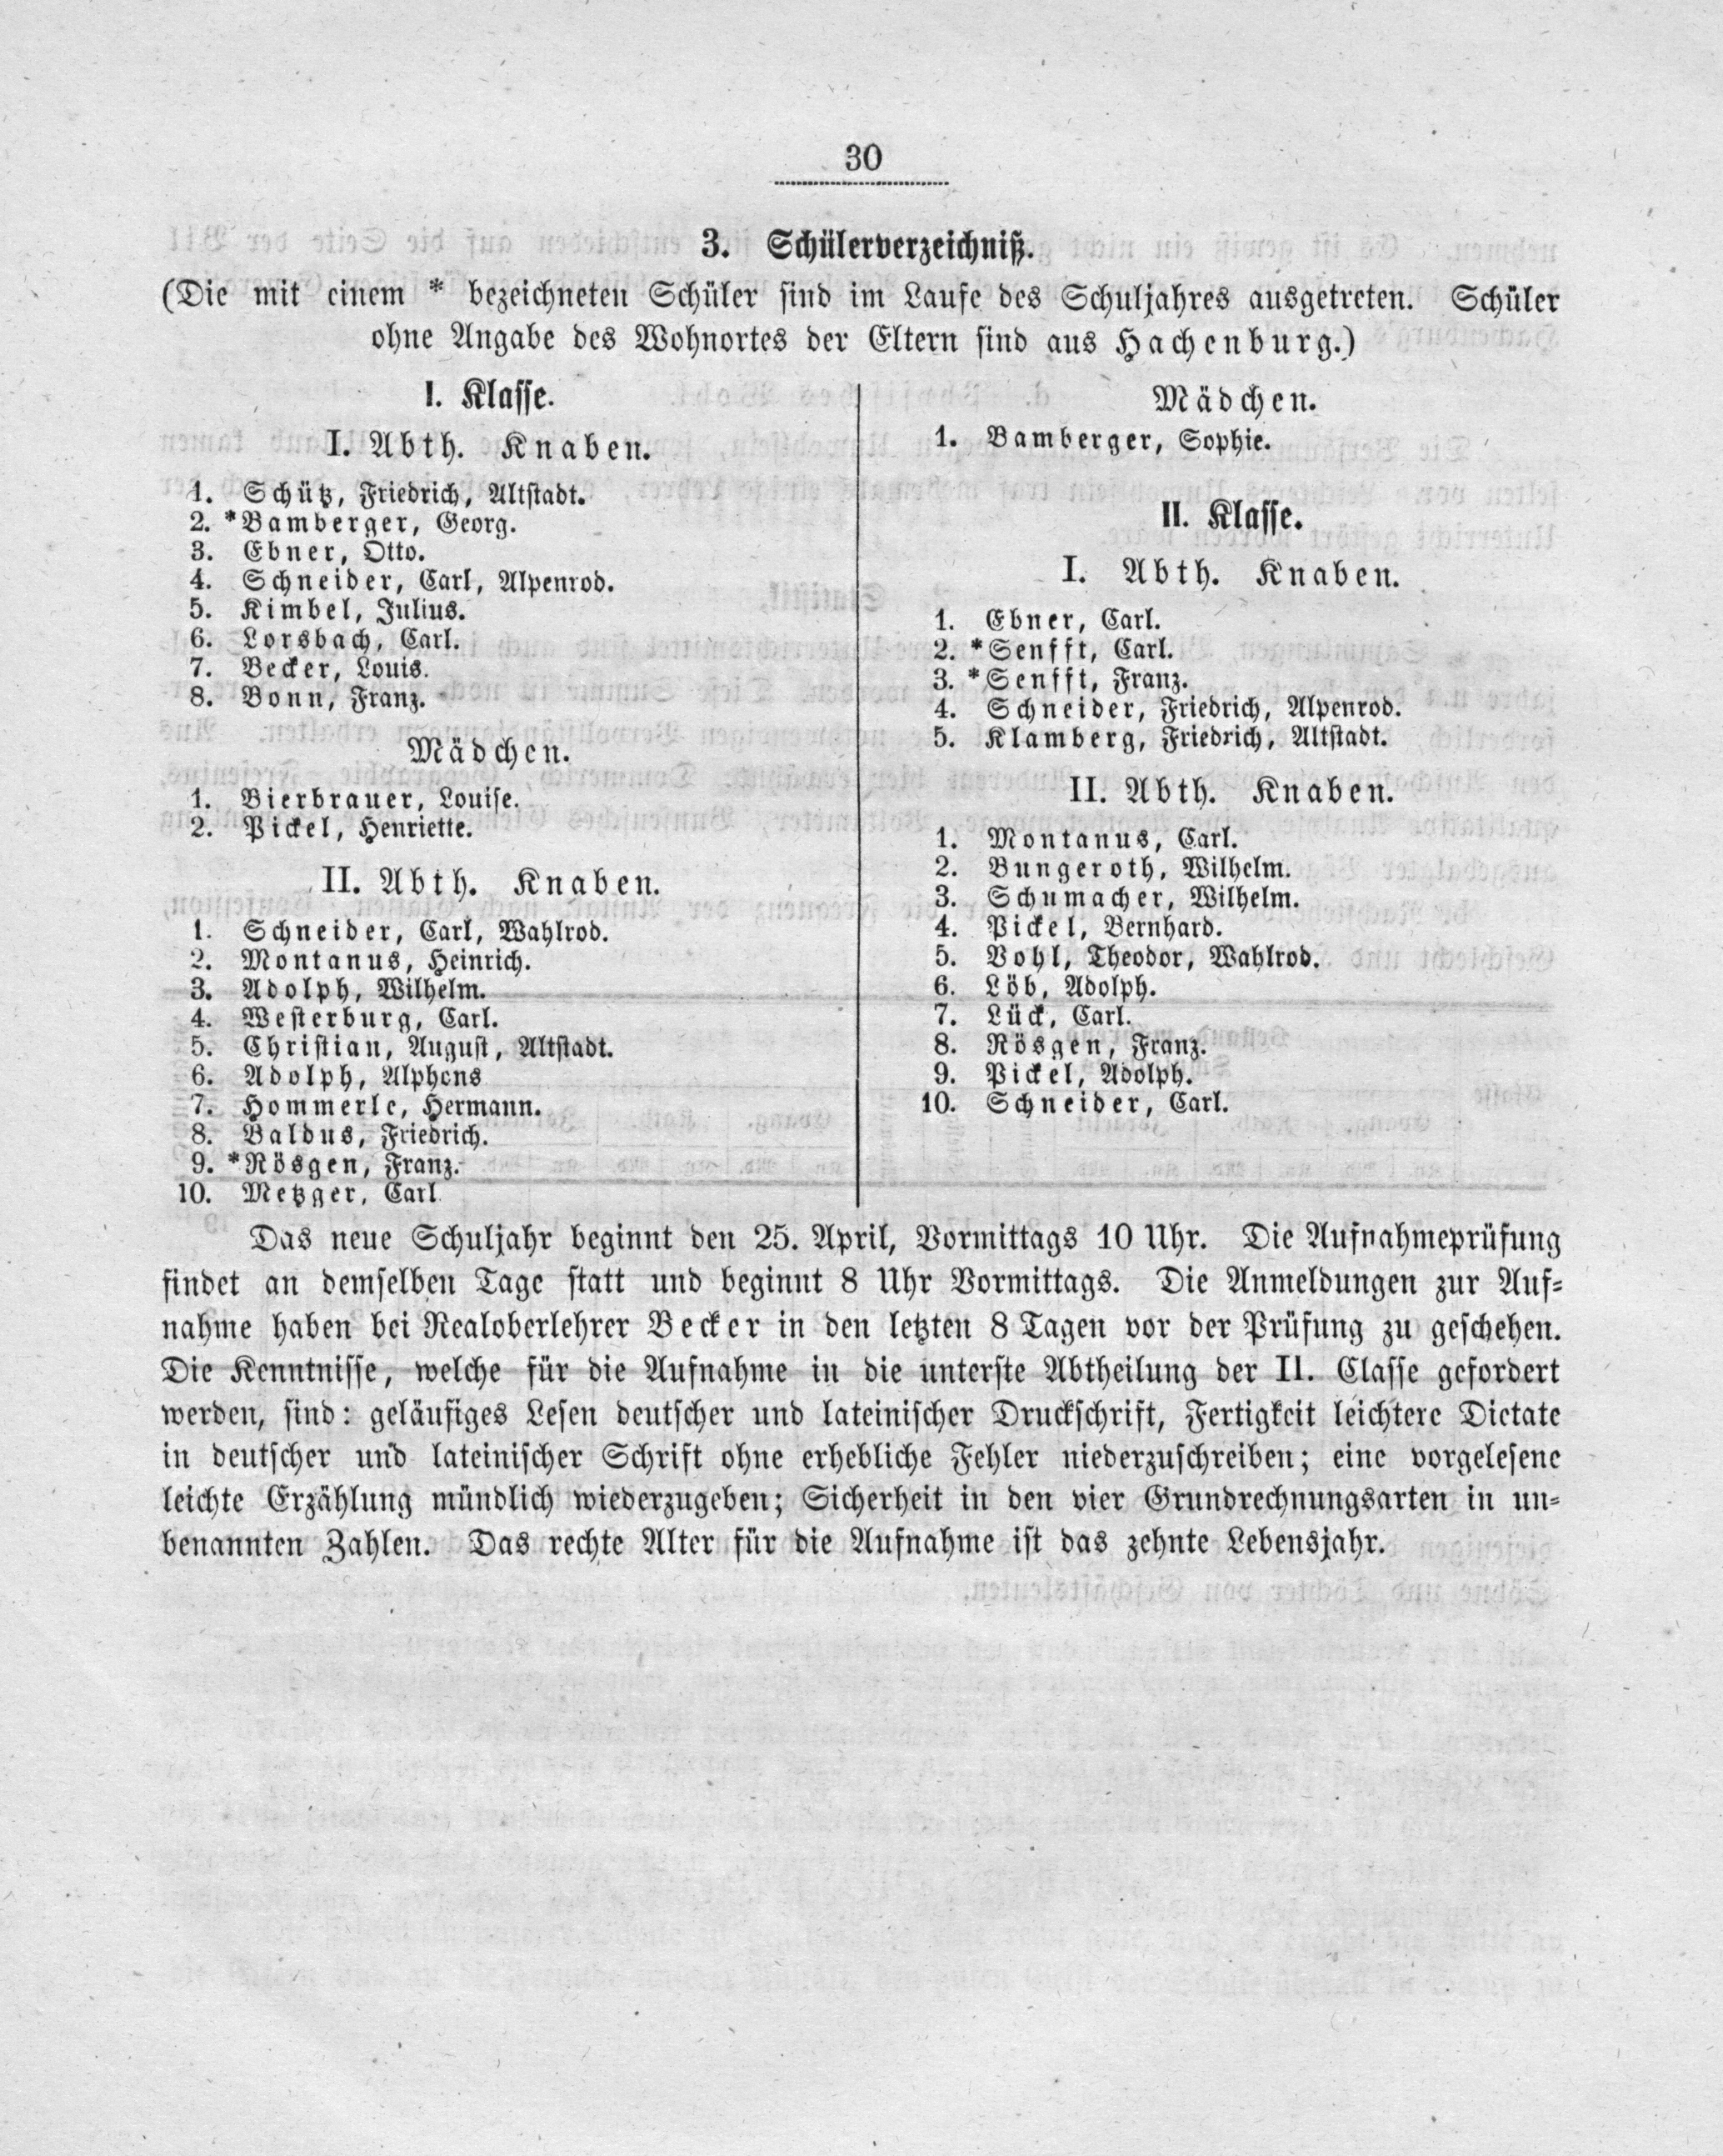 30
3. Schülerverzeichniß.
(Die mit einem * bezeichneten Schüler sind im Laufe des Schuljahres ausgetreten. Schüler
ohne Angabe des Wohnortes der Eltern sind aus Hachenburg.)
I. Klasse.
I. Abth. Knaben.
1. Schütz, Friedrich, Altstadt.
2. *Bamberger, Georg.
3. Ebner, Otto.
4. Schneider, Carl, Alpenrod.
5. Kimbel, Julius.
6. Lorsbach, Carl.
7. Becker, Louis.
8. Bonn, Franz.
Mädchen.
1. Bierbrauer, Louise.
2. Pickel, Henriette.
II. Abth. Knaben.
1. Schneider, Carl, Wahlrod.
2. Montanus, Heinrich.
3. Adolph, Wilhelm.
4. Westerburg, Carl.
5. Christian, August, Altstadt.
6. Adolph, Alphons
7. Hommerle, Hermann.
8. Baldus, Friedrich.
9. *Rösgen, Franz.
10. Metzger, Carl
Mädchen.
1. Bamberger, Sophie.
II. Klasse.
I. Abth. Knaben.
1. Ebner, Carl.
2. *Senfft, Carl.
3. *Senfft, Franz.
4. Schneider, Friedrich, Alpenrod.
5. Klamberg, Friedrich, Altstadt.
II. Abth. Knaben.
1. Montanus, Carl.
2. Bungeroth, Wilhelm.
3. Schumacher, Wilhelm.
4. Pickel, Bernhard.
5. Vohl, Theodor, Wahlrod.
6. Löb, Adolph.
7. Lück, Carl.
8. Rösgen, Franz.
9. Pickel, Adolph.
10. Schneider, Carl.
Das neue Schuljahr beginnt den 25. April, Vormittags 10 Uhr. Die Aufnahmeprüfung
findet an demselben Tage statt und beginnt 8 Uhr Vormittags. Die Anmeldungen zur Auf-
nahme haben bei Realoberlehrer Becker in den letzten 8 Tagen vor der Prüfung zu geschehen.
Die Kenntnisse, welche für die Aufnahme in die unterste Abtheilung der II. Classe gefordert
werden, sind: geläufiges Lesen deutscher und lateinischer Druckschrift, Fertigkeit leichtere Dictate
in deutscher und lateinischer Schrift ohne erhebliche Fehler niederzuschreiben; eine vorgelesene
leichte Erzählung mündlich wiederzugeben; Sicherheit in den vier Grundrechnungsarten in un-
benannten Zahlen. Das rechte Alter für die Aufnahme ist das zehnte Lebensjahr.